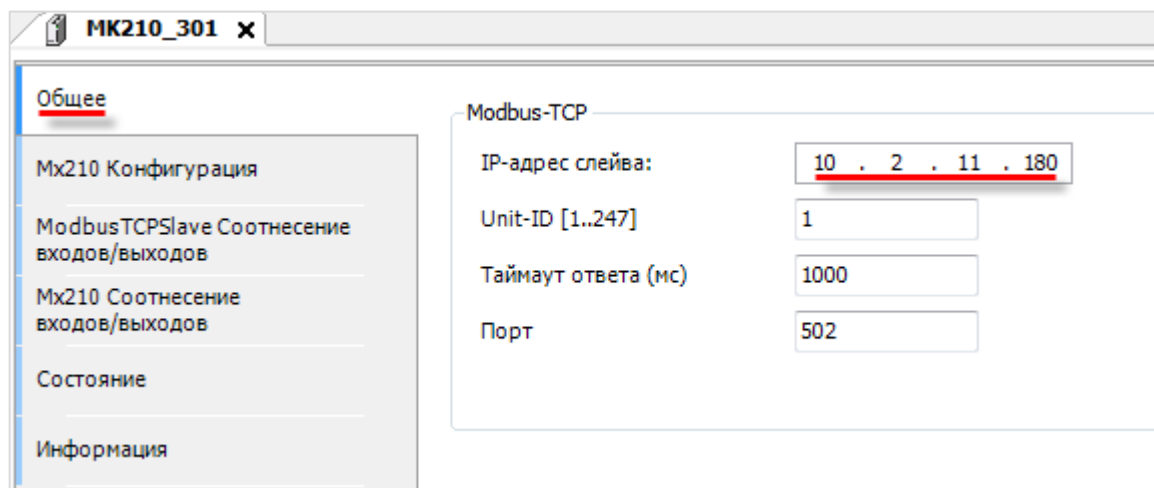 MK210_301 x
Общее
Mx210 Конфигурация
ModbusTCPSlave Соотнесение
входов/выходов
Mx210 Соотнесение
входов/выходов
Состояние
Информация
Modbus-TCP
IP-адрес слейва: 10 . 2 . 11 . 180
Unit-ID [1..247] 1
Таймаут ответа (мс) 1000
Порт 502